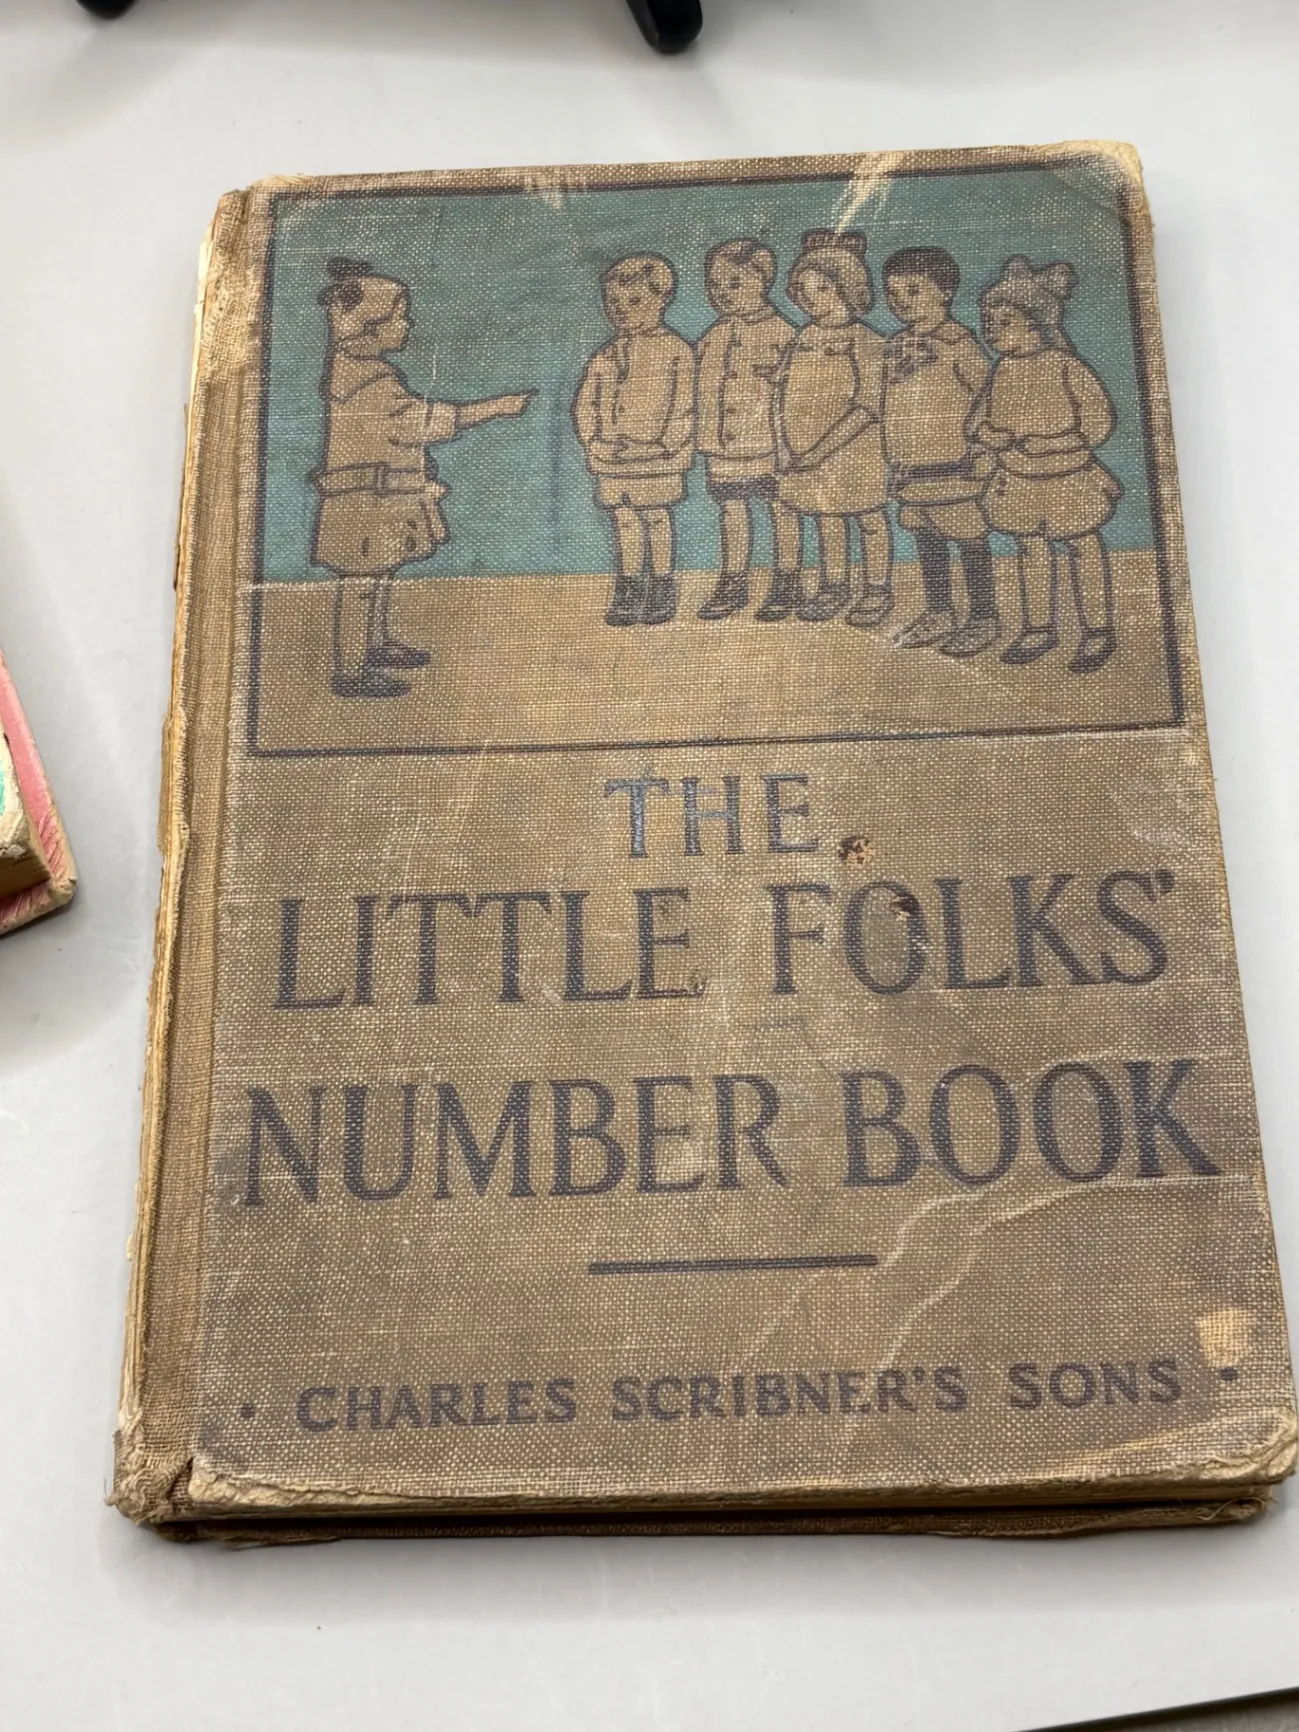 THE
LITTLE FOLKS'
NUMBER BOOK
· CHARLES SCRIBNER'S SONS ·